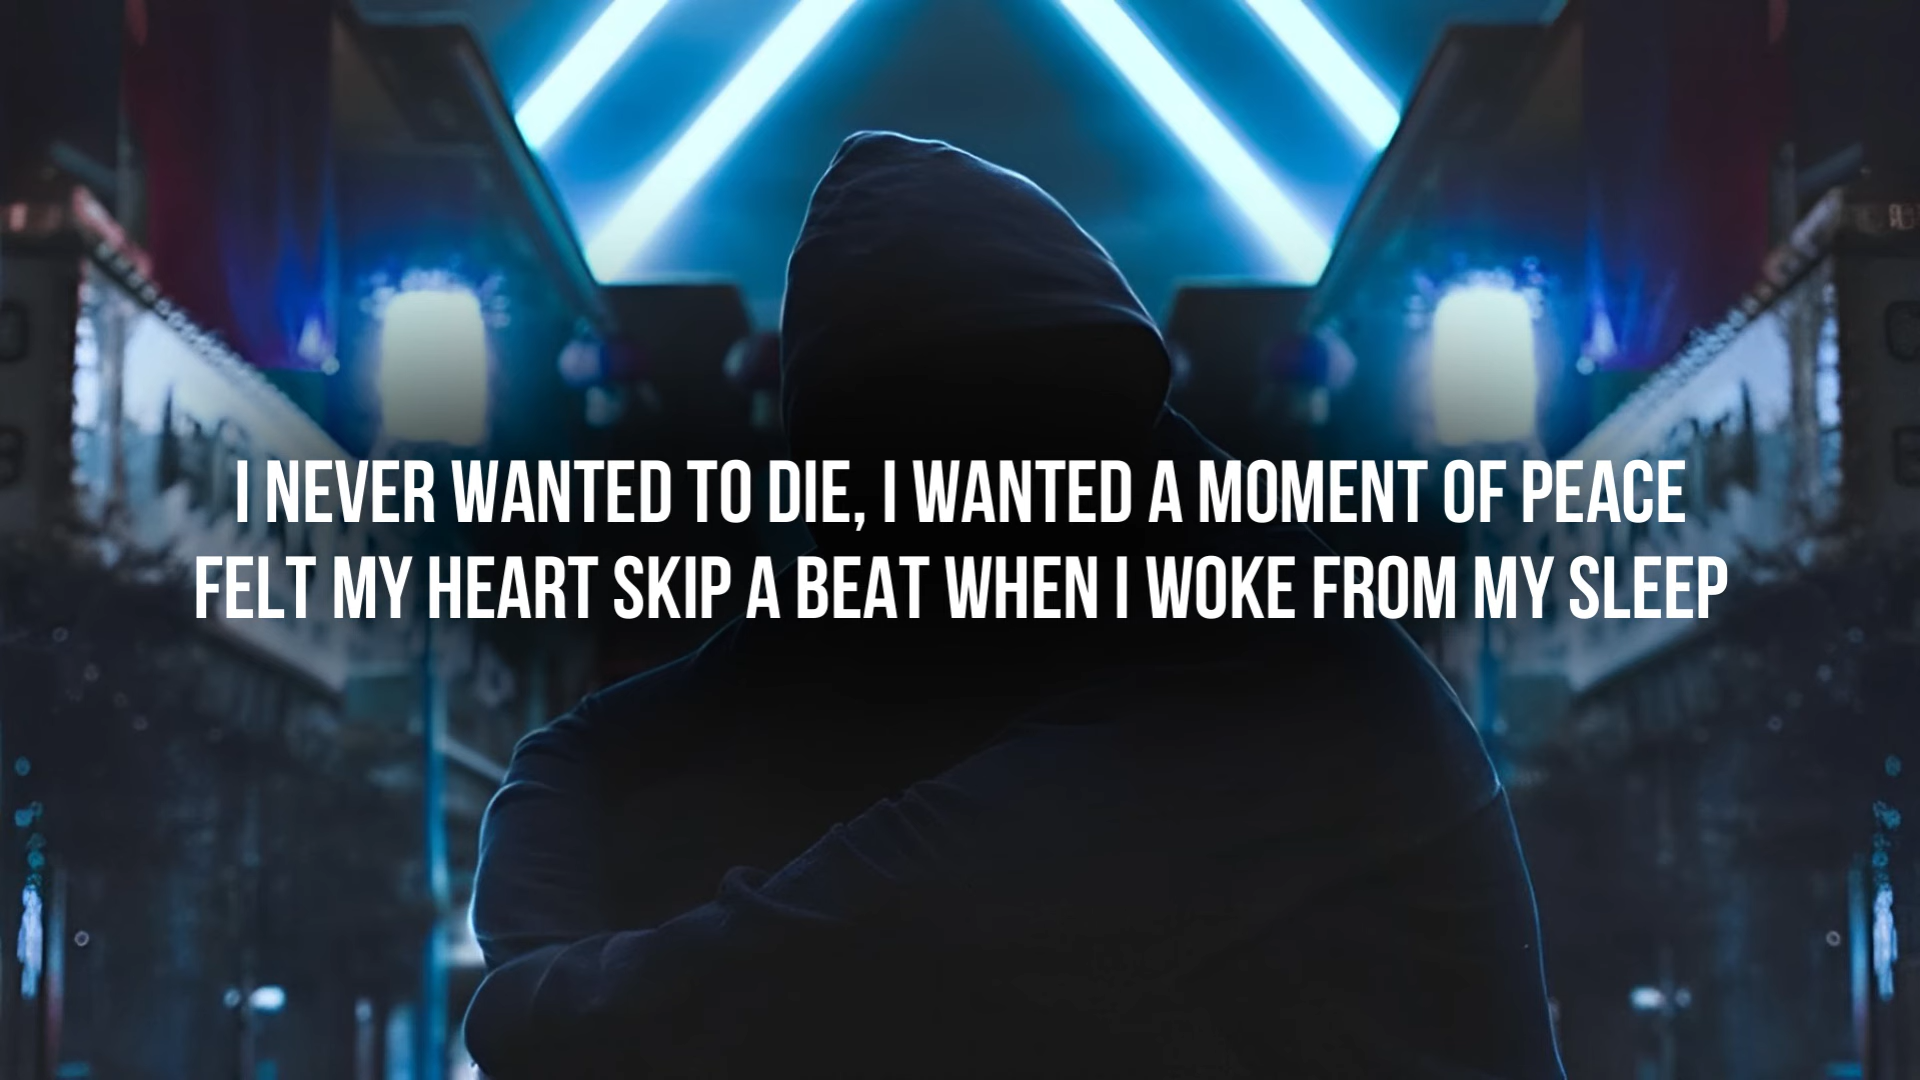 I NEVER WANTED TO DIE, I WANTED A MOMENT OF PEACE
FELT MY HEART SKIP A BEAT WHEN I WOKE FROM MY SLEEP